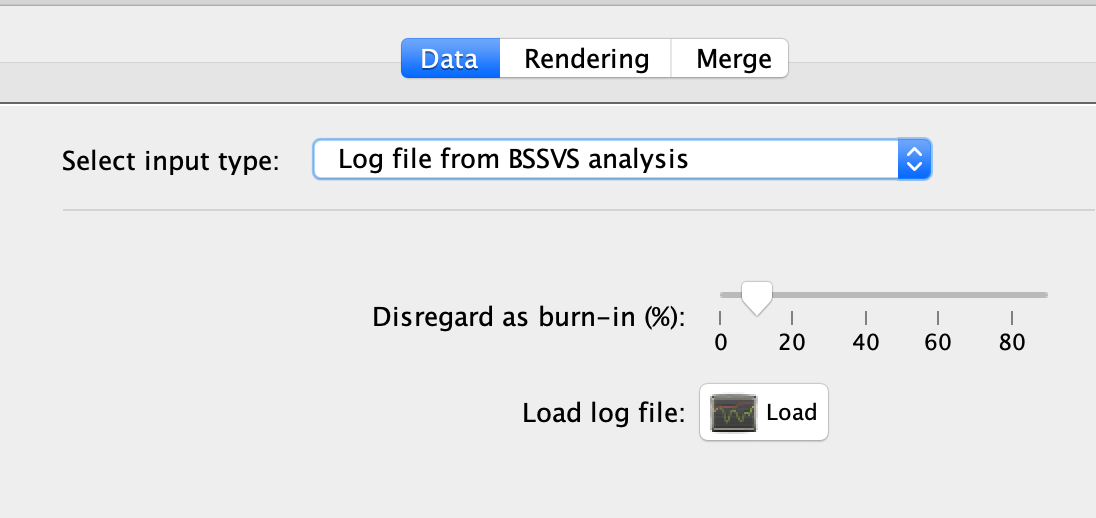 Data Rendering Merge
Select input type: Log file from BSSVS analysis
Disregard as burn-in (%):
0 20 40 60 80
Load log file: Load